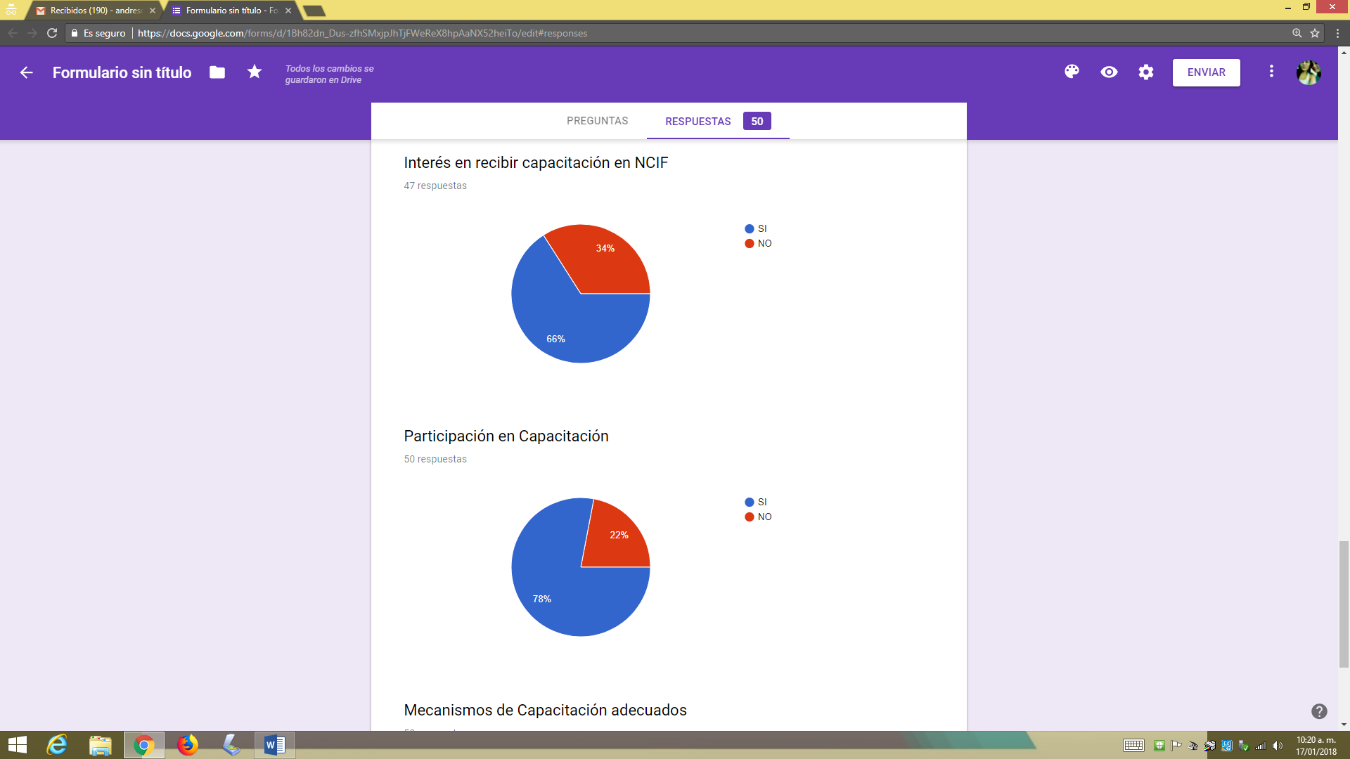 Recibidos (190) - andres
Formulario sin título - Fo
Es seguro
https://docs.google.com/forms/d/1Bh82dn_Dus-zfhSMxjpJhTjFWeReX8hpAaNX52heiTo/edit#responses
Formulario sin título
Todos los cambios se
guardaron en Drive
ENVIAR
PREGUNTAS
RESPUESTAS 50
Interés en recibir capacitación en NCIF
47 respuestas
34%
66%
SI
NO
Participación en Capacitación
50 respuestas
22%
78%
SI
NO
Mecanismos de Capacitación adecuados
10:20 a. m.
17/01/2018